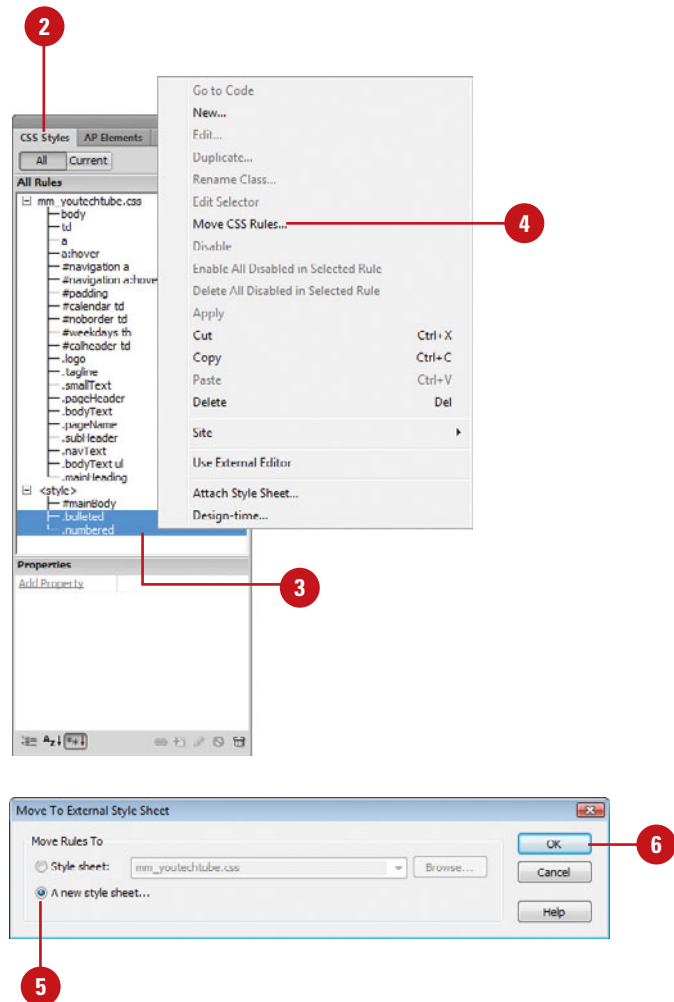 2
Go to Code
New...
Edit...
Duplicate...
Rename Class...
Edit Selector
Move CSS Rules...
4
Disable
Enable All Disabled in Selected Rule
Delete All Disabled in Selected Rule
Apply
Cut Ctrl+X
Copy Ctrl+C
Paste Ctrl+V
Delete Del
Site
Use External Editor
Attach Style Sheet...
Design-time...
CSS Styles AP Elements
All Current
All Rules
mm_youtechtube.css
body
td
a
a:hover
#navigation a
#navigation a:hove
#padding
#calendar td
#noborder td
#weekdays th
#calheader td
.logo
.tagline
.smallText
.pageHeader
.bodyText
.pageName
.subHeader
.navText
.bodyText ul
.mainHeading
<style>
#mainBody
.bulleted
.numbered
3
Properties
Add Property
Move To External Style Sheet
Move Rules To
Style sheet: mm_youtechtube.css Browse...
A new style sheet...
OK
Cancel
Help
6
5